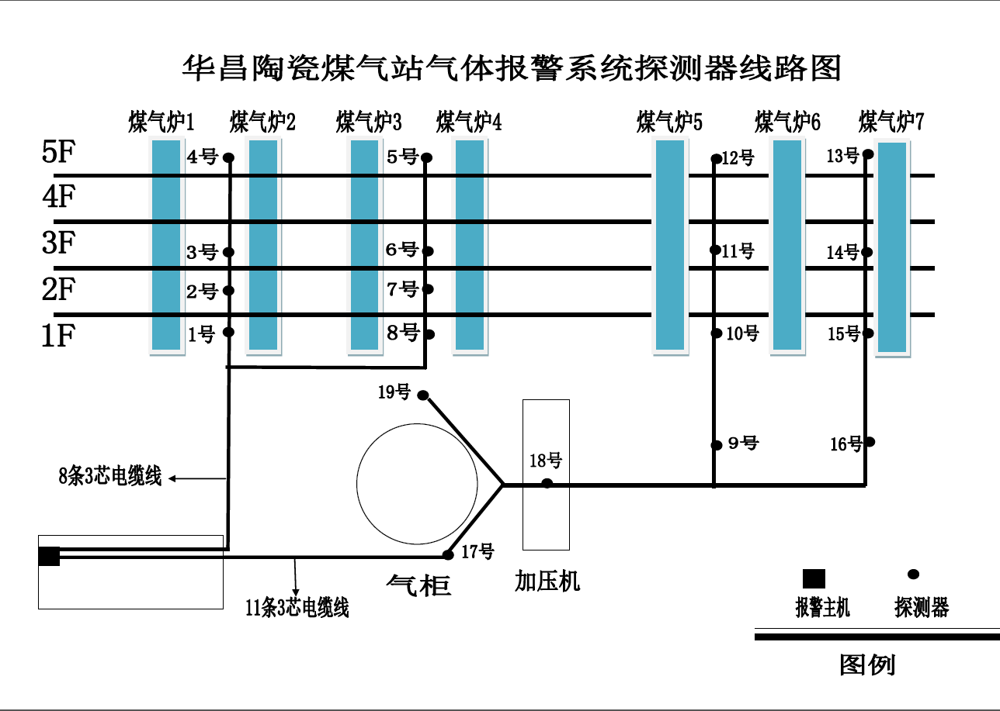 华昌陶瓷煤气站气体报警系统探测器线路图
煤气炉1 煤气炉2 煤气炉3 煤气炉4 煤气炉5 煤气炉6 煤气炉7
5F 4号 5号 12号 13号
4F
3F 3号 6号 11号 14号
2F 2号 7号
1F 1号 8号 10号 15号
19号
9号 16号
18号
8条3芯电缆线
17号
气柜 加压机
11条3芯电缆线
报警主机 探测器
图例